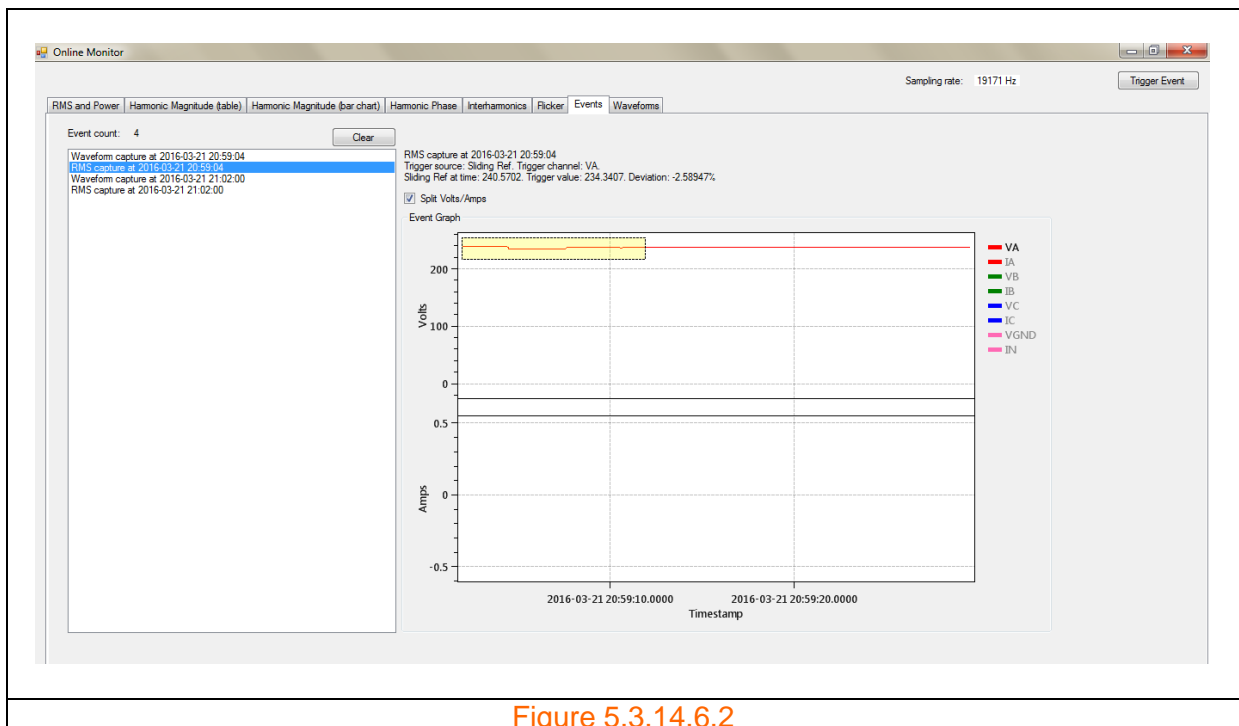 Online Monitor
Sampling rate: 19171 Hz
Trigger Event
RMS and Power Harmonic Magnitude (table) Harmonic Magnitude (bar chart) Harmonic Phase Interharmonics Flicker Events Waveforms
Event count: 4
Clear
Waveform capture at 2016-03-21 20:59:04
RMS capture at 2016-03-21 20:59:04
Waveform capture at 2016-03-21 21:02:00
RMS capture at 2016-03-21 21:02:00
RMS capture at 2016-03-21 20:59:04
Trigger source: Sliding Ref. Trigger channel: VA.
Sliding Ref at time: 240.5702. Trigger value: 234.3407. Deviation: -2.58947%
Split Volts/Amps
Event Graph
200
100
0
Volts
0.5
0
-0.5
Amps
2016-03-21 20:59:10.0000
2016-03-21 20:59:20.0000
Timestamp
VA
IA
VB
IB
VC
IC
VGND
IN
Figure 5.3.14.6.2